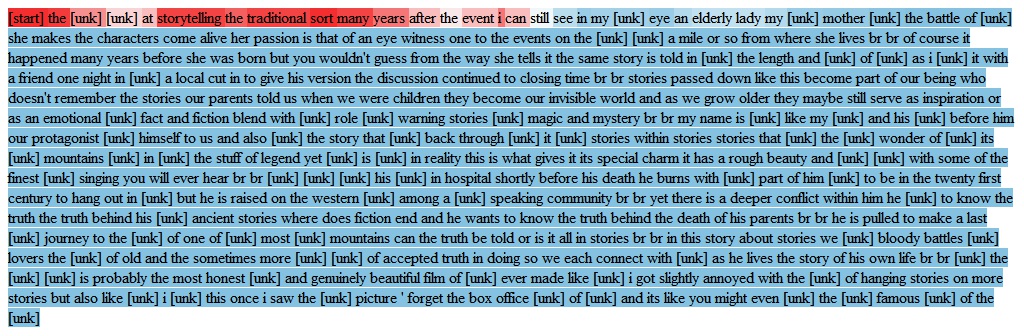 [start] the [unk] [unk] at storytelling the traditional sort many years after the event i can still see in my [unk] eye an elderly lady my [unk] mother [unk] the battle of [unk]
she makes the characters come alive her passion is that of an eye witness one to the events on the [unk] [unk] a mile or so from where she lives br br of course it
happened many years before she was born but you wouldn't guess from the way she tells it the same story is told in [unk] the length and [unk] of [unk] as i [unk] it with
a friend one night in [unk] a local cut in to give his version the discussion continued to closing time br br stories passed down like this become part of our being who
doesn't remember the stories our parents told us when we were children they become our invisible world and as we grow older they maybe still serve as inspiration or
as an emotional [unk] fact and fiction blend with [unk] role [unk] warning stories [unk] magic and mystery br br my name is [unk] like my [unk] and his [unk] before him
our protagonist [unk] himself to us and also [unk] the story that [unk] back through [unk] it [unk] stories within stories stories that [unk] the [unk] wonder of [unk] its
[unk] mountains [unk] in [unk] the stuff of legend yet [unk] is [unk] in reality this is what gives it its special charm it has a rough beauty and [unk] [unk] with some of the
finest [unk] singing you will ever hear br br [unk] [unk] [unk] his [unk] in hospital shortly before his death he burns with [unk] part of him [unk] to be in the twenty first
century to hang out in [unk] but he is raised on the western [unk] among a [unk] speaking community br br yet there is a deeper conflict within him he [unk] to know the
truth the truth behind his [unk] ancient stories where does fiction end and he wants to know the truth behind the death of his parents br br he is pulled to make a last
[unk] journey to the [unk] of one of [unk] most [unk] mountains can the truth be told or is it all in stories br br in this story about stories we [unk] bloody battles [unk]
lovers the [unk] of old and the sometimes more [unk] [unk] of accepted truth in doing so we each connect with [unk] as he lives the story of his own life br br [unk] the
[unk] [unk] is probably the most honest [unk] and genuinely beautiful film of [unk] ever made like [unk] i got slightly annoyed with the [unk] of hanging stories on more
stories but also like [unk] i [unk] this once i saw the [unk] picture ' forget the box office [unk] of [unk] and its like you might even [unk] the [unk] famous [unk] of the
[unk]